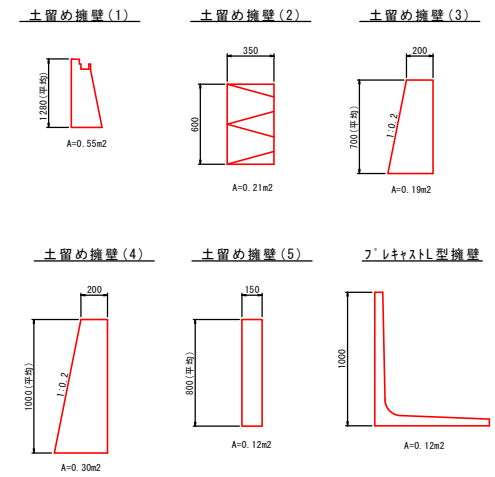 土留め擁壁(1)
土留め擁壁(2)
土留め擁壁(3)
1280(平均)
A=0.55m2
350
600
A=0.21m2
200
700(平均)
1:0.2
A=0.19m2
土留め擁壁(4)
土留め擁壁(5)
プレキャストL型擁壁
200
1000(平均)
1:0.2
A=0.30m2
150
800(平均)
A=0.12m2
1000
A=0.12m2